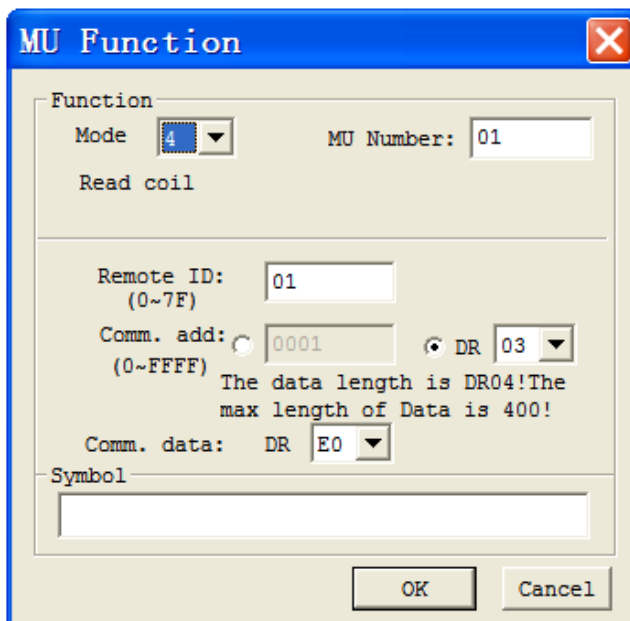 MU Function
Function
Mode 4 MU Number: 01
Read coil
Remote ID: 01
(0~7F)
Comm. add: 0001 DR 03
(0~FFFF)
The data length is DR04!The
max length of Data is 400!
Comm. data: DR E0
Symbol
OK Cancel